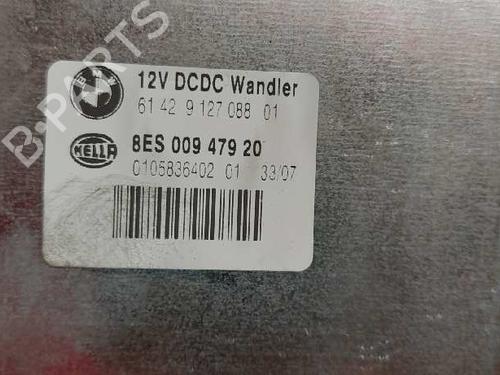 B-PARTS
BMW
12V DCDC Wandler
61 42 9 127 088 01
HELLA
8ES 009 479 20
0105836402 01 33/07